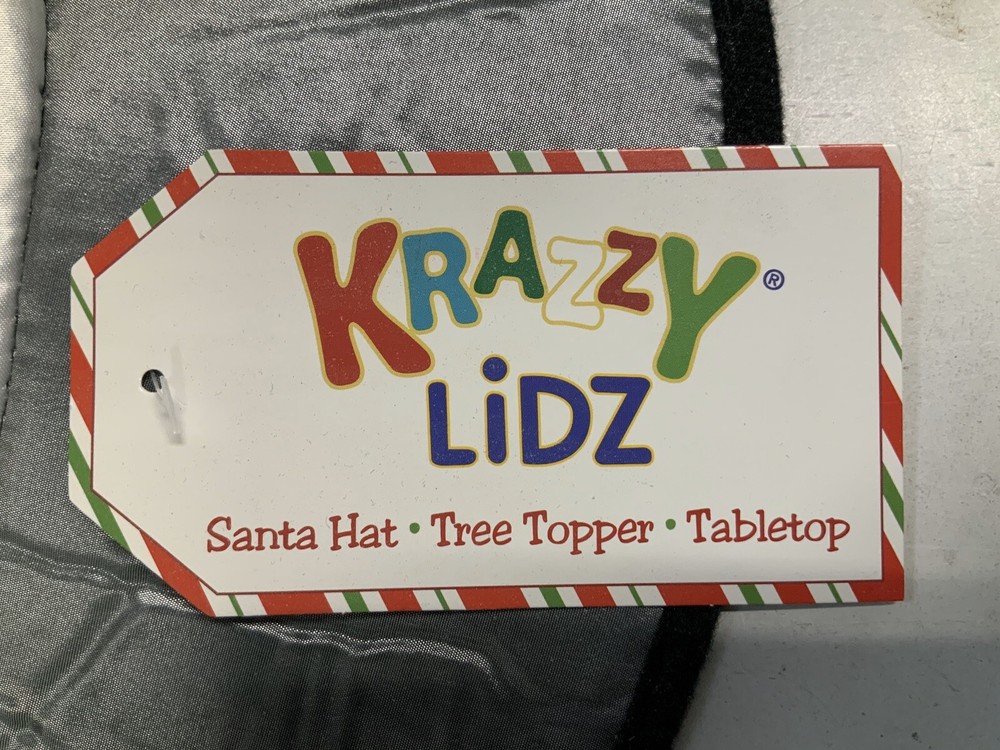 KRAZZY®
LiDZ
Santa Hat • Tree Topper • Tabletop